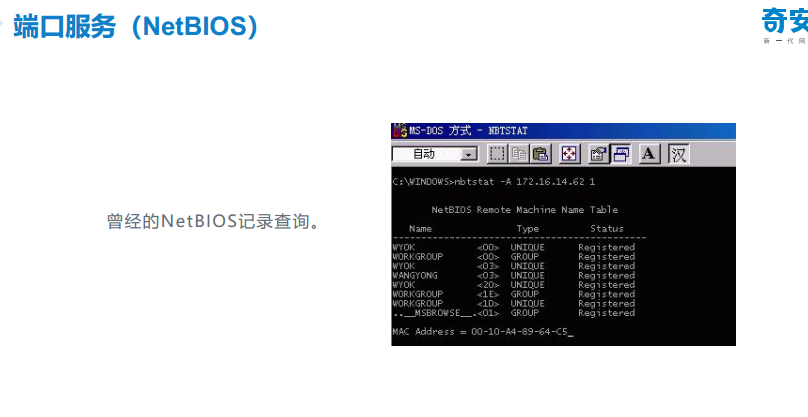 端口服务（NetBIOS）
奇安
新一代网
曾经的NetBIOS记录查询。
MS-DOS 方式 - NBTSTAT
自动
A
汉
C:\WINDOWS>nbtstat -A 172.16.14.62 1
NetBIOS Remote Machine Name Table
Name Type Status
---------------------------------------------
WYOK <00> UNIQUE Registered
WORKGROUP <00> GROUP Registered
WYOK <03> UNIQUE Registered
WANGYONG <03> UNIQUE Registered
WYOK <20> UNIQUE Registered
WORKGROUP <1E> GROUP Registered
WORKGROUP <1D> UNIQUE Registered
..__MSBROWSE__.<01> GROUP Registered
MAC Address = 00-10-A4-89-64-C5_